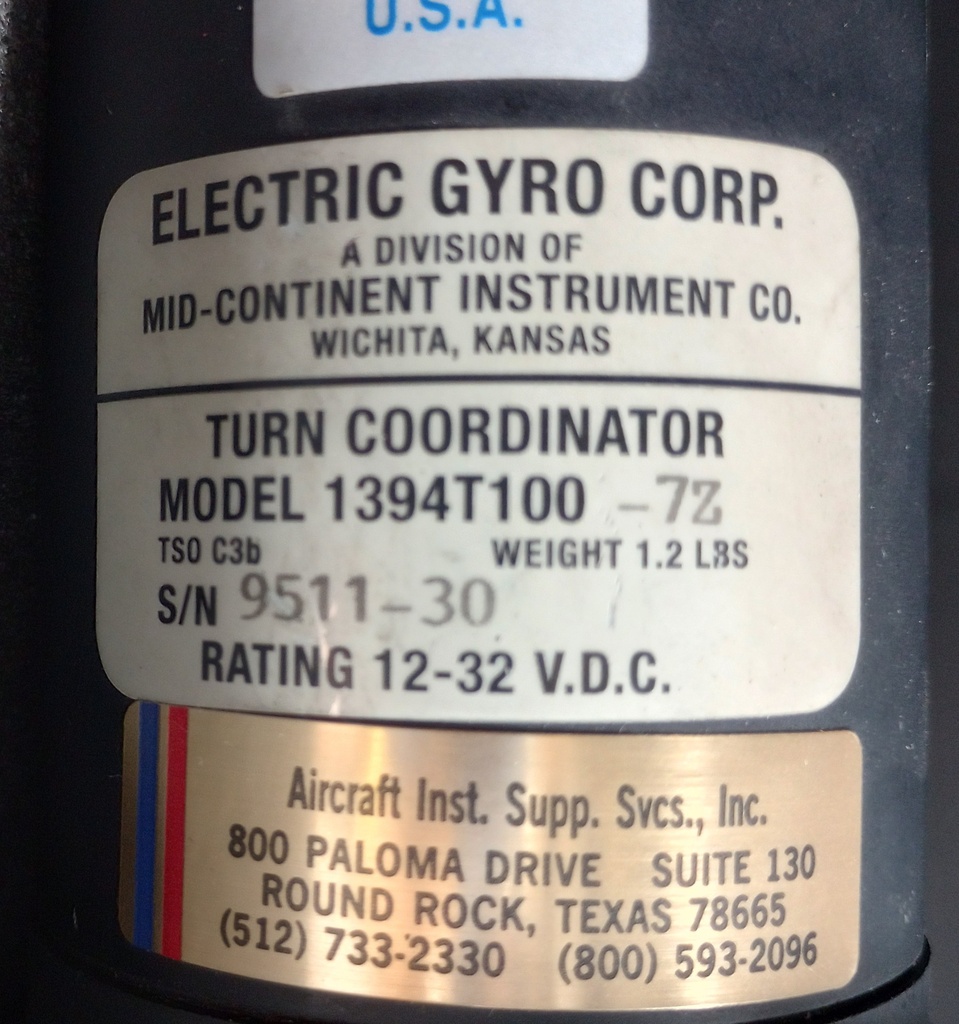 U.S.A.
ELECTRIC GYRO CORP.
A DIVISION OF
MID-CONTINENT INSTRUMENT CO.
WICHITA, KANSAS
TURN COORDINATOR
MODEL 1394T100 -7Z
TSO C3b WEIGHT 1.2 LBS
S/N 9511-30
RATING 12-32 V.D.C.
Aircraft Inst. Supp. Svcs., Inc.
800 PALOMA DRIVE SUITE 130
ROUND ROCK, TEXAS 78665
(512) 733-2330 (800) 593-2096